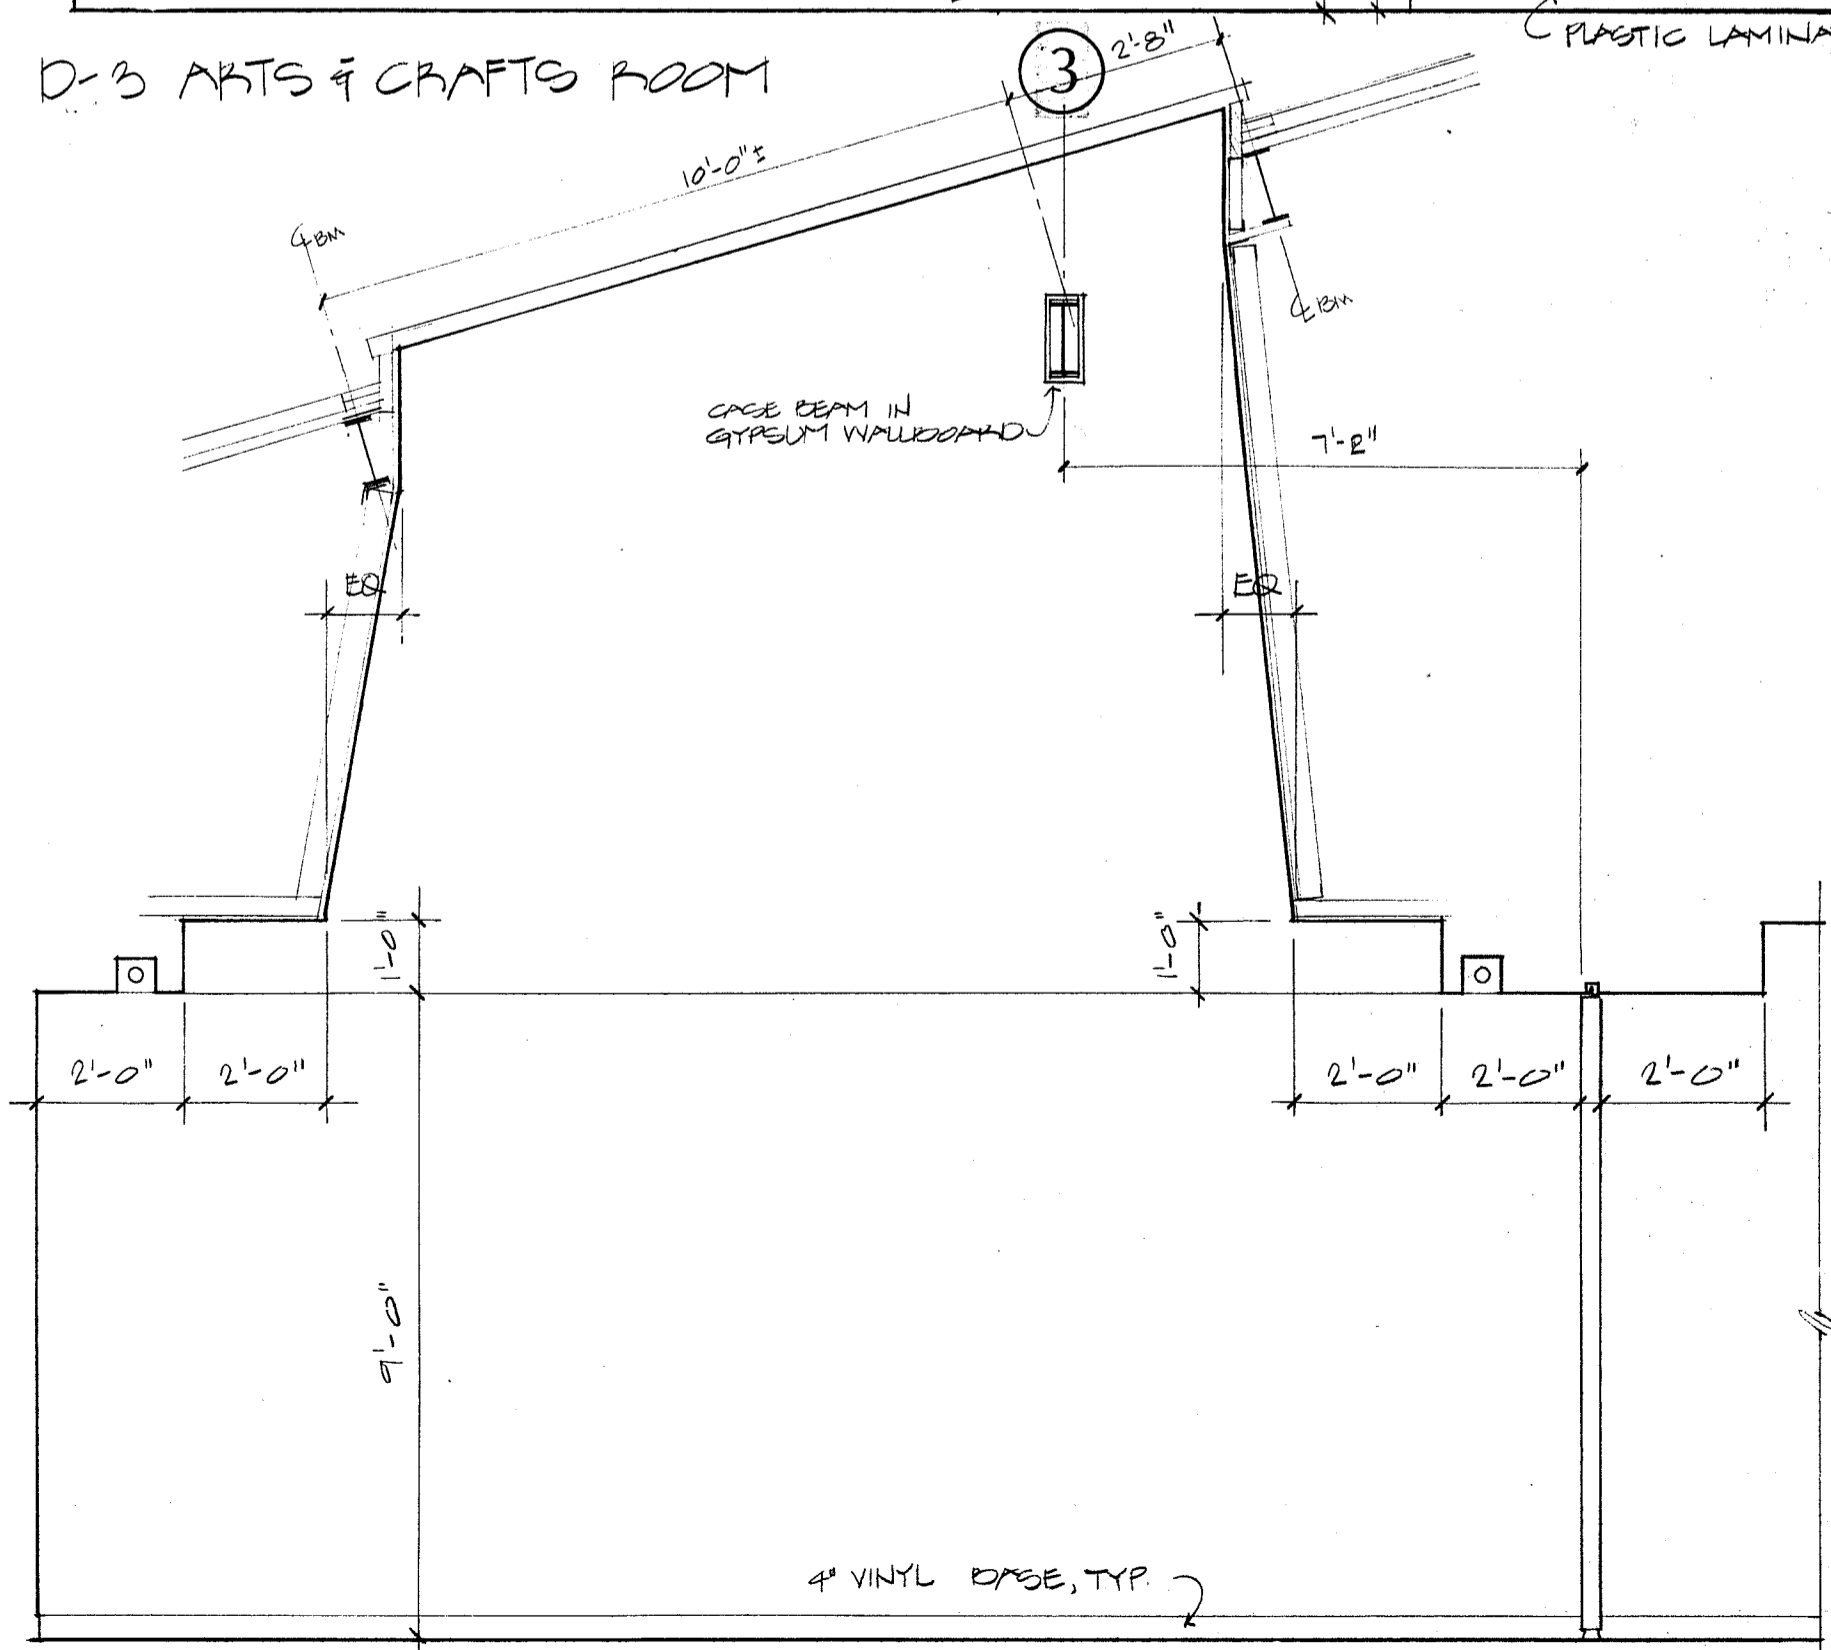 PLASTIC LAMINA
D-3 ARTS & CRAFTS ROOM
3
2'-8"
10'-0"±
℄ BM
℄ BM
CASE BEAM IN
GYPSUM WALLBOARD
7'-2"
EQ
EQ
1'-0"
1'-0"
2'-0"
2'-0"
2'-0"
2'-0"
2'-0"
9'-0"
4" VINYL BASE, TYP.